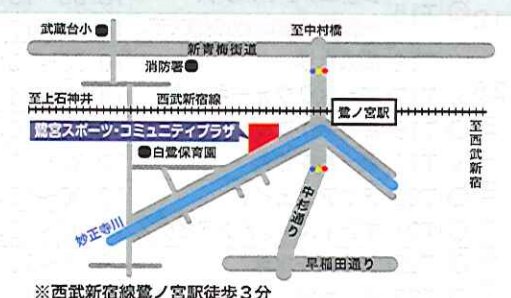 武蔵台小
至中村橋
新青梅街道
消防署
至上石神井
西武新宿線
鷺ノ宮駅
至西武新宿
鷺宮スポーツ・コミュニティプラザ
白鷺保育園
妙正寺川
中杉通り
早稲田通り
※西武新宿線鷺ノ宮駅徒歩3分